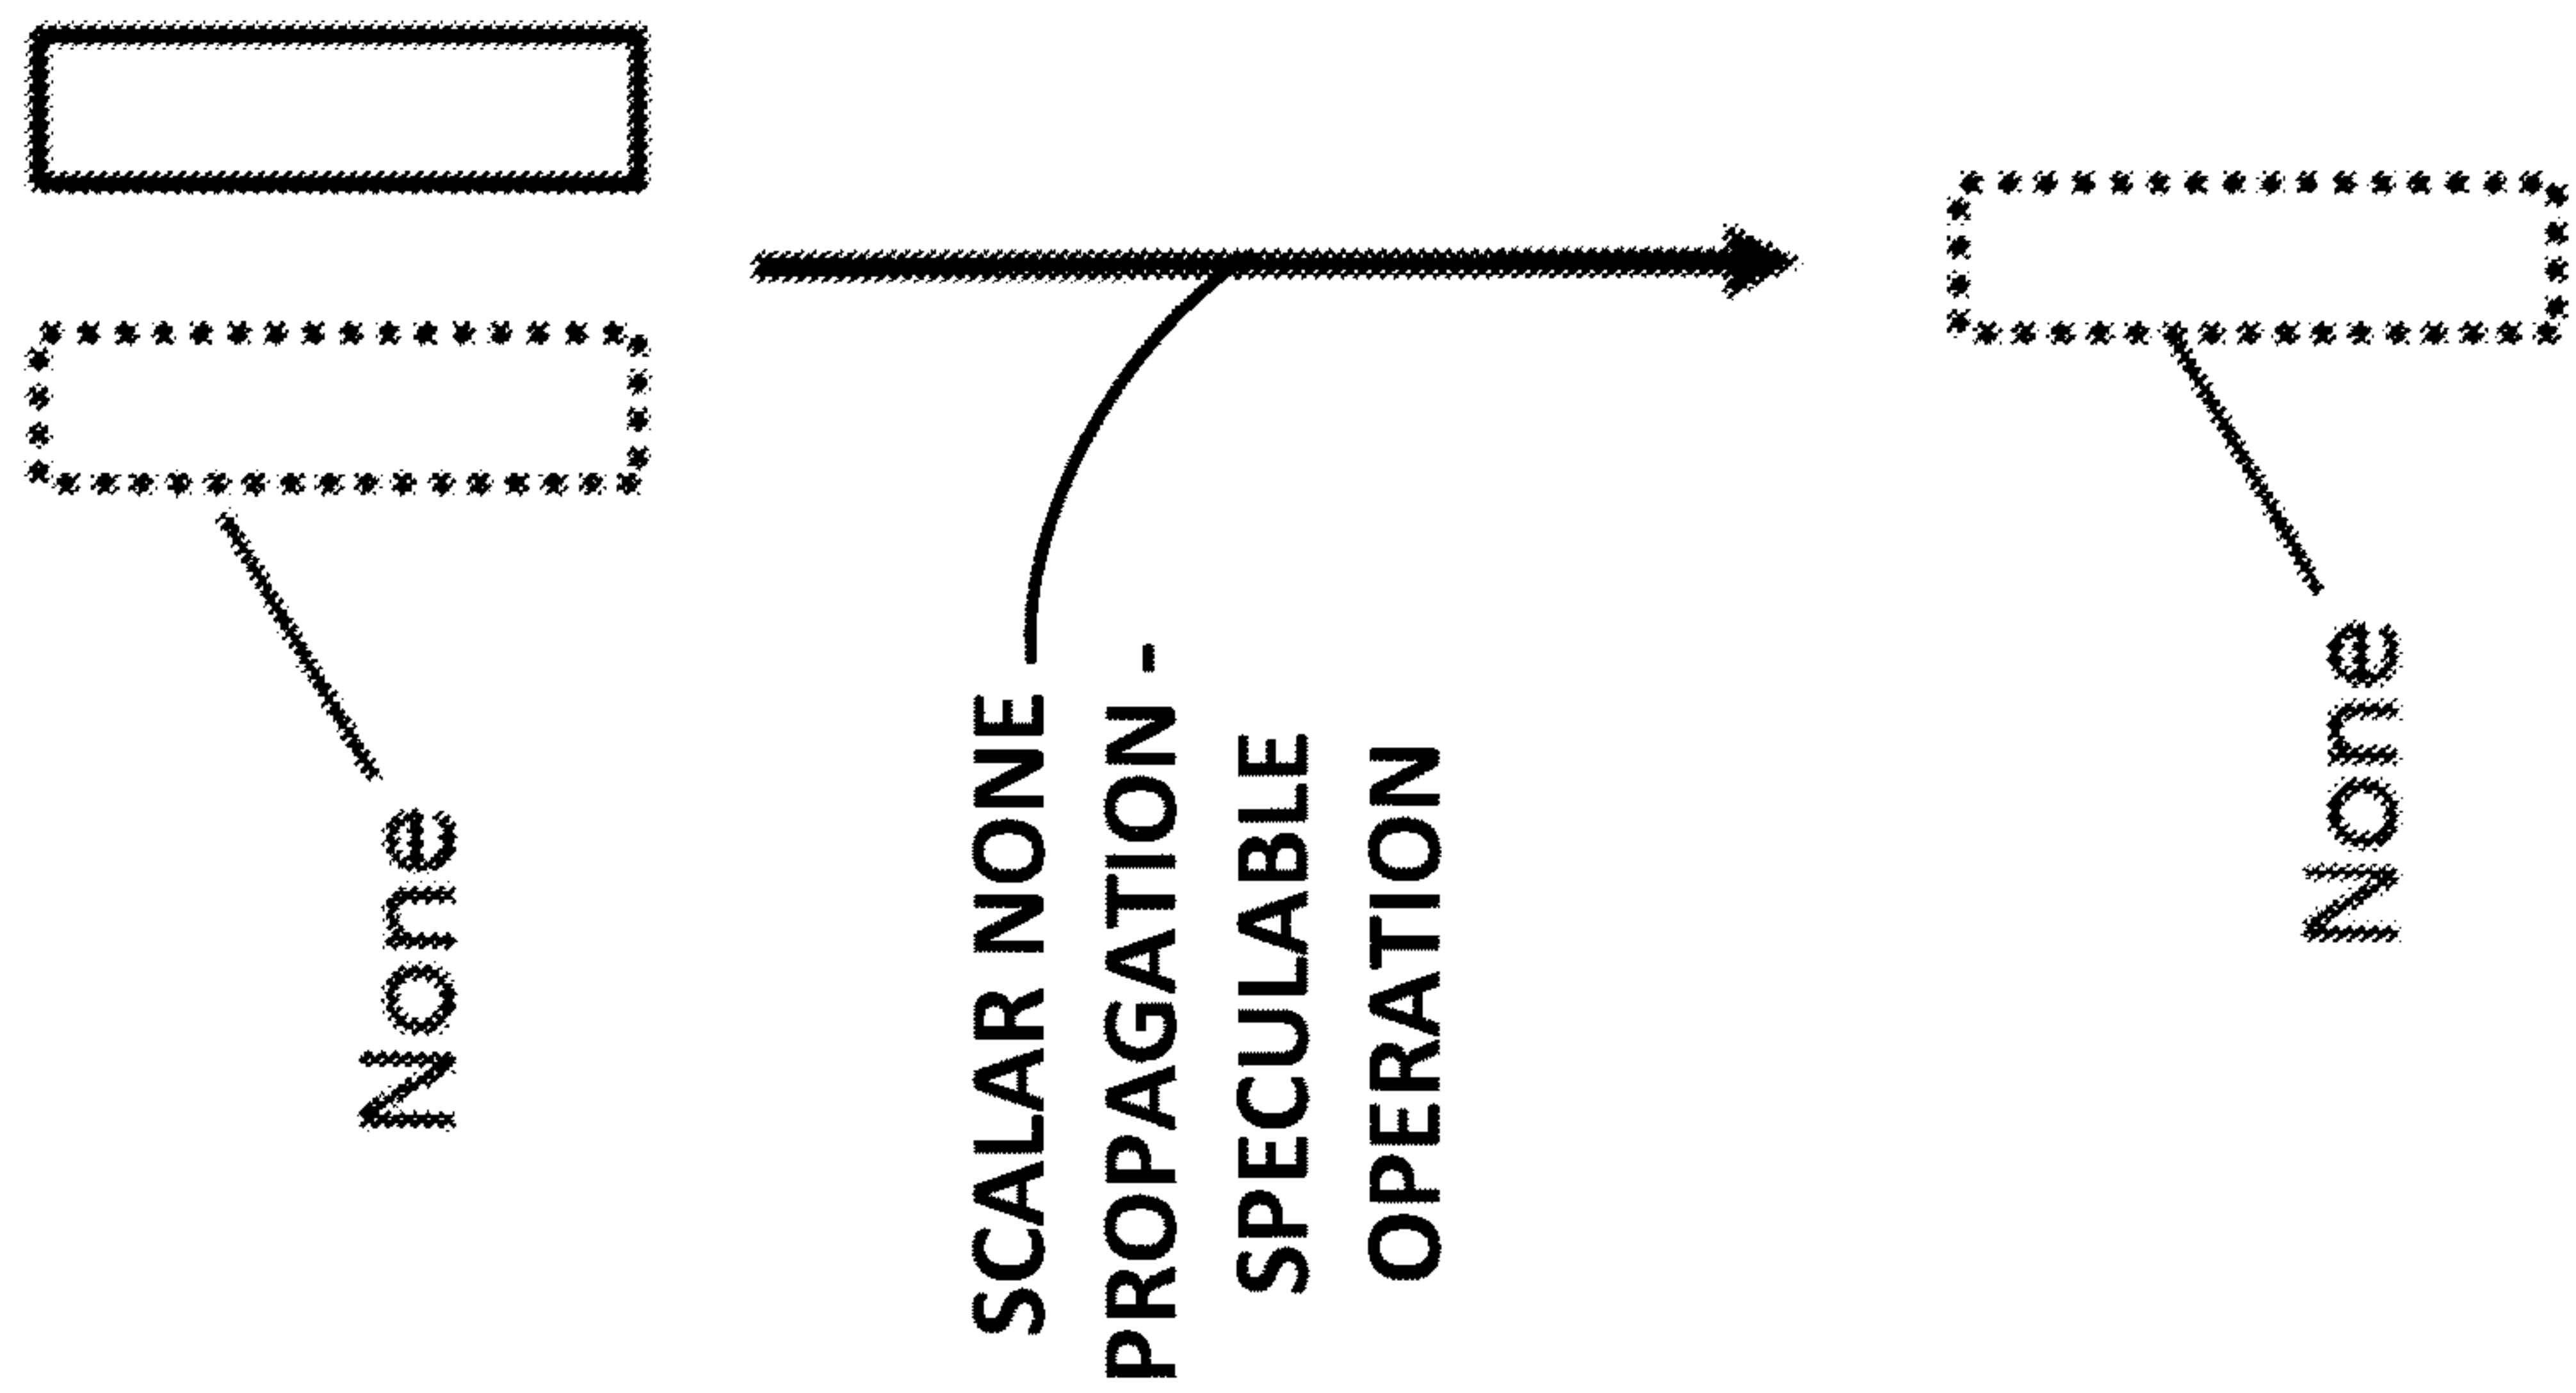 None
SCALAR NONE
PROPAGATION -
SPECULABLE
OPERATION
None